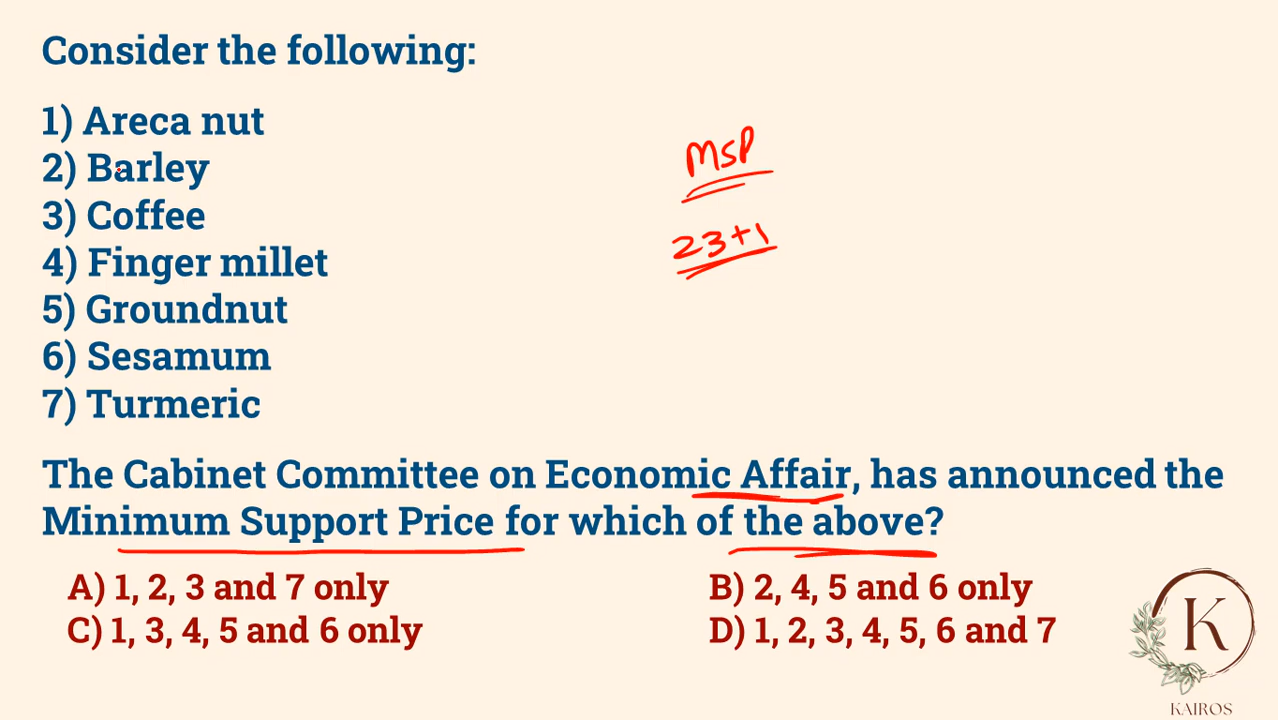 Consider the following:
1) Areca nut
2) Barley
3) Coffee
4) Finger millet
5) Groundnut
6) Sesamum
7) Turmeric
MSP
23+1
The Cabinet Committee on Economic Affair, has announced the
Minimum Support Price for which of the above?
A) 1, 2, 3 and 7 only
B) 2, 4, 5 and 6 only
C) 1, 3, 4, 5 and 6 only
D) 1, 2, 3, 4, 5, 6 and 7
K
KAIROS